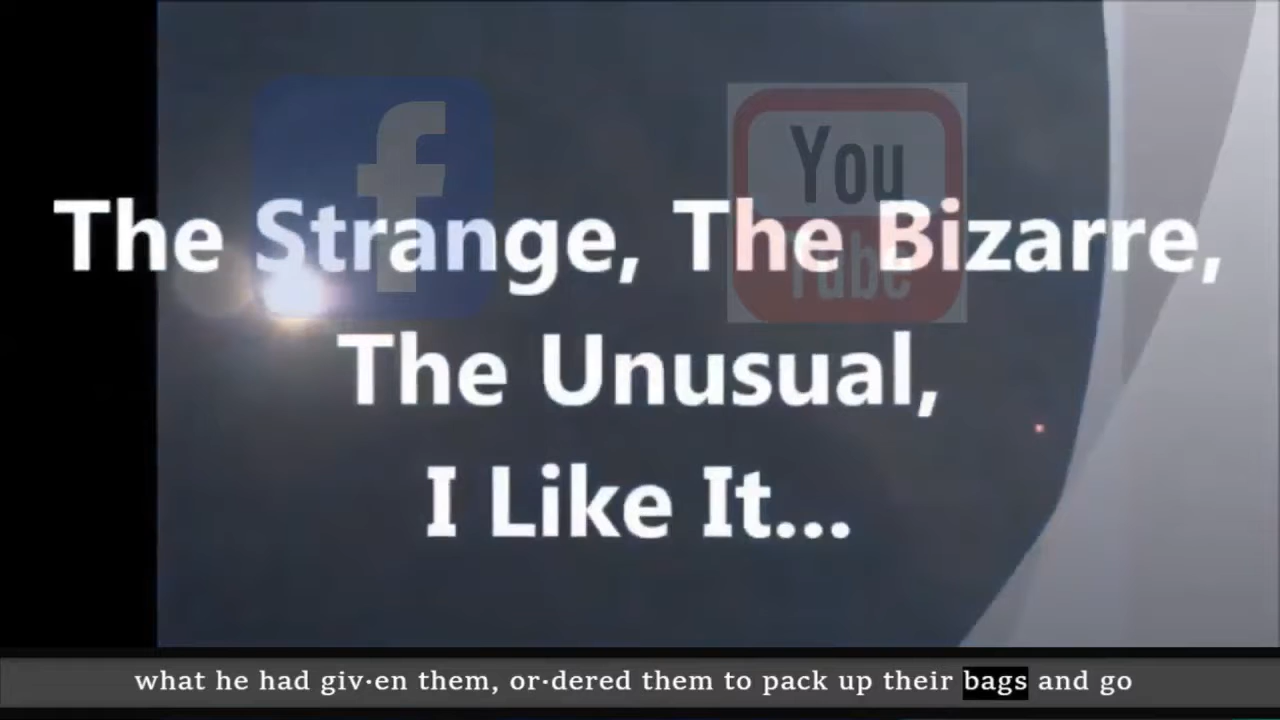 f
You
Tube
The Strange, The Bizarre,
The Unusual,
I Like It...
what he had giv·en them, or·dered them to pack up their bags and go